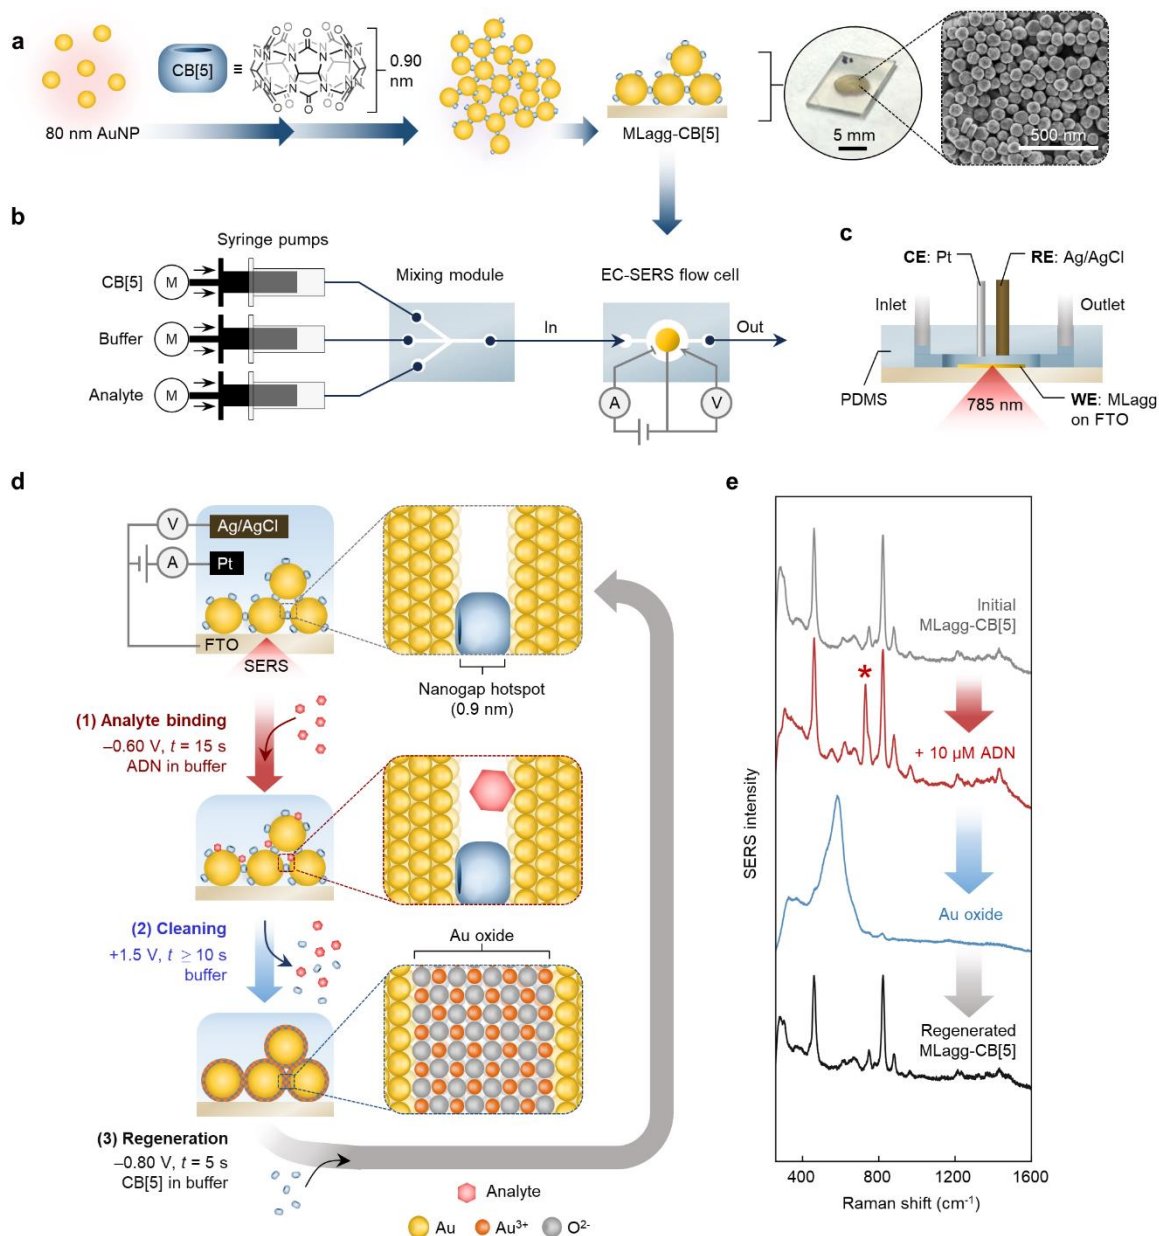 a
80 nm AuNP
CB[5]
≡
N
O
0.90
nm
MLagg-CB[5]
5 mm
500 nm
b
Syringe pumps
CB[5]
M
Buffer
M
Analyte
M
Mixing module
In
EC-SERS flow cell
Out
A
V
c
CE: Pt
RE: Ag/AgCl
Inlet
Outlet
PDMS
785 nm
WE: MLagg
on FTO
d
V
Ag/AgCl
A
Pt
FTO
SERS
Nanogap hotspot
(0.9 nm)
(1) Analyte binding
–0.60 V, t = 15 s
ADN in buffer
(2) Cleaning
+1.5 V, t ≥ 10 s
buffer
Au oxide
(3) Regeneration
–0.80 V, t = 5 s
CB[5] in buffer
Analyte
Au
Au³⁺
O²⁻
e
Initial
MLagg-CB[5]
*
+ 10 µM ADN
Au oxide
Regenerated
MLagg-CB[5]
SERS intensity
400
800
1200
1600
Raman shift (cm⁻¹)